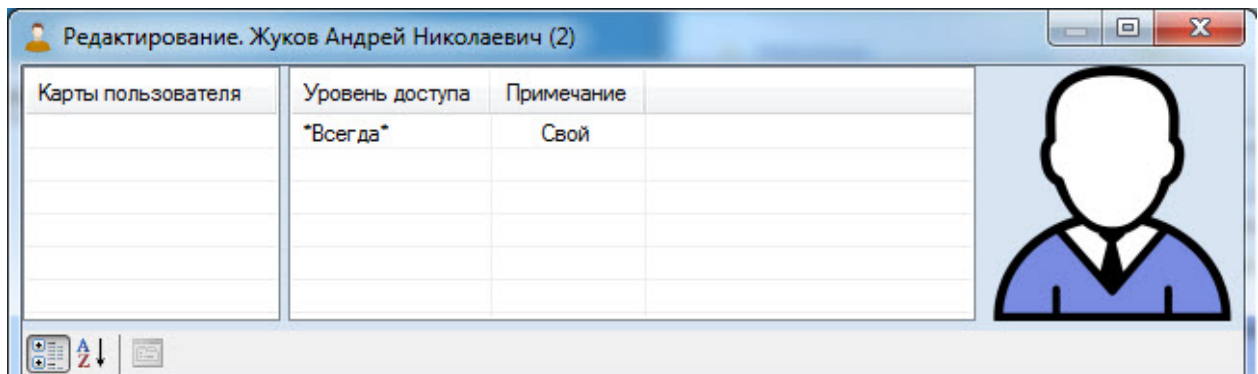 Редактирование. Жуков Андрей Николаевич (2)
Карты пользователя Уровень доступа Примечание
*Всегда* Свой